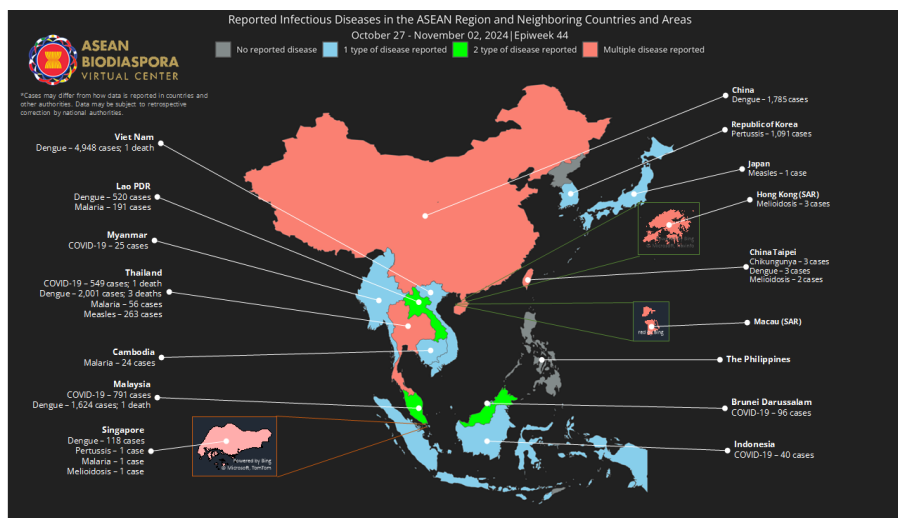 Reported Infectious Diseases in the ASEAN Region and Neighboring Countries and Areas
October 27 - November 02, 2024|Epiweek 44
No reported disease
1 type of disease reported
2 type of disease reported
Multiple disease reported
ASEAN
BIODIASPORA
VIRTUAL CENTER
*Cases may differ from how data is reported in countries and
other authorities. Data may be subject to retrospective
correction by national authorities.
Viet Nam
Dengue – 4,948 cases; 1 death
Lao PDR
Dengue – 520 cases
Malaria – 191 cases
Myanmar
COVID-19 – 25 cases
Thailand
COVID-19 – 549 cases; 1 death
Dengue – 2,001 cases; 3 deaths
Malaria – 56 cases
Measles – 263 cases
Cambodia
Malaria – 24 cases
Malaysia
COVID-19 – 791 cases
Dengue – 1,624 cases; 1 death
Singapore
Dengue – 118 cases
Pertussis – 1 case
Malaria – 1 case
Melioidosis – 1 case
Powered by Bing
© Microsoft, TomTom
China
Dengue – 1,785 cases
Republic of Korea
Pertussis – 1,091 cases
Japan
Measles – 1 case
Hong Kong (SAR)
Melioidosis – 3 cases
China Taipei
Chikungunya – 3 cases
Dengue – 3 cases
Melioidosis – 2 cases
Macau (SAR)
The Philippines
Brunei Darussalam
COVID-19 – 96 cases
Indonesia
COVID-19 – 40 cases